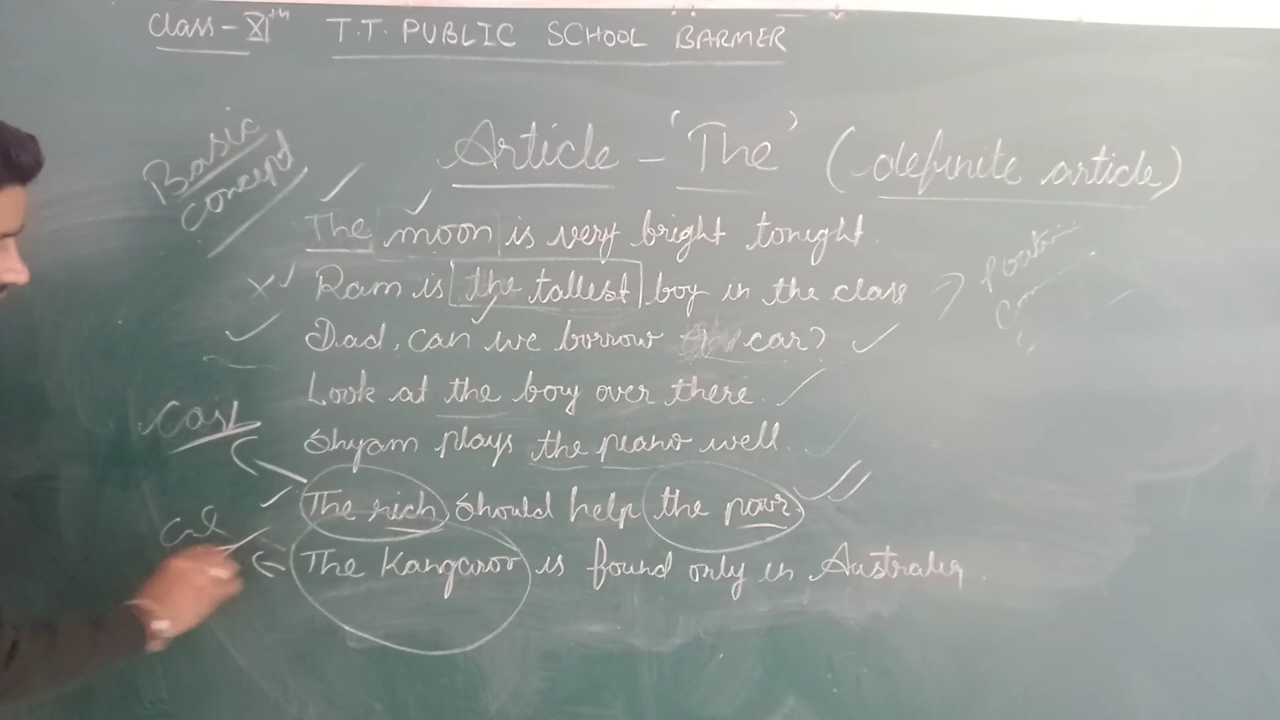 Class - XIth T.T. PUBLIC SCHOOL BARMER
Basic concept
Article - 'The' (definite article)
The moon is very bright tonight.
Ram is the tallest boy in the class
Dad, can we borrow car?
Look at the boy over there.
Shyam plays the piano well.
The rich should help the poor.
The Kangaroo is found only in Australia.